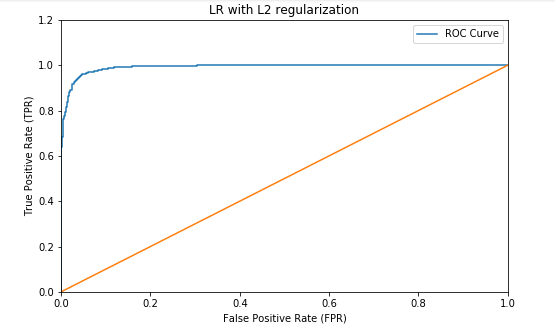 LR with L2 regularization
ROC Curve
True Positive Rate (TPR)
1.2
1.0
0.8
0.6
0.4
0.2
0.0
0.0 0.2 0.4 0.6 0.8 1.0
False Positive Rate (FPR)